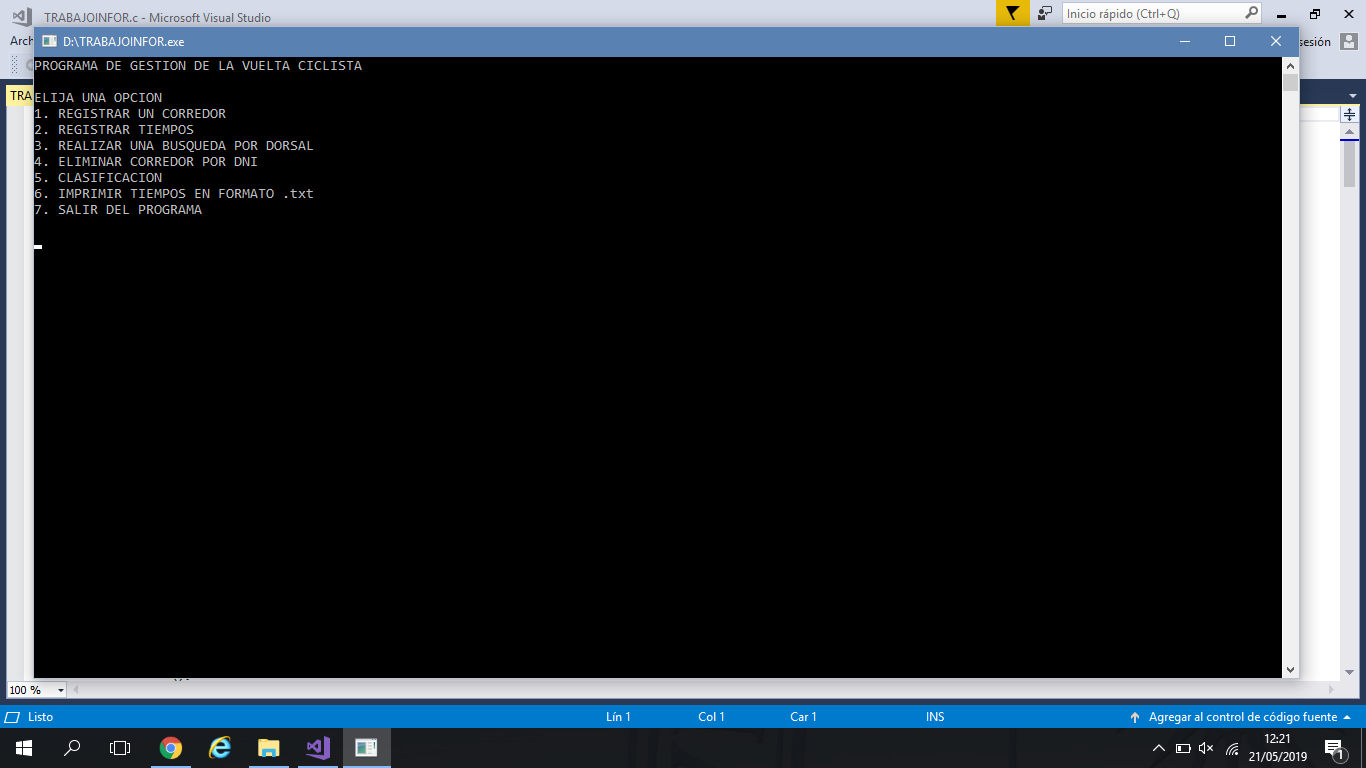 TRABAJOINFOR.c - Microsoft Visual Studio
Inicio rápido (Ctrl+Q)
Arch
sesión
D:\TRABAJOINFOR.exe
TRA
PROGRAMA DE GESTION DE LA VUELTA CICLISTA
ELIJA UNA OPCION
1. REGISTRAR UN CORREDOR
2. REGISTRAR TIEMPOS
3. REALIZAR UNA BUSQUEDA POR DORSAL
4. ELIMINAR CORREDOR POR DNI
5. CLASIFICACION
6. IMPRIMIR TIEMPOS EN FORMATO .txt
7. SALIR DEL PROGRAMA
100 %
Listo
Lín 1
Col 1
Car 1
INS
Agregar al control de código fuente
12:21
21/05/2019
1